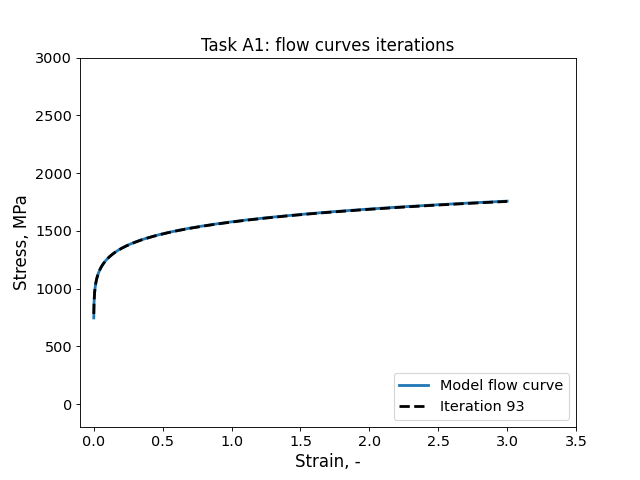 Task A1: flow curves iterations
3000
2500
2000
1500
1000
500
0
Stress, MPa
0.0 0.5 1.0 1.5 2.0 2.5 3.0 3.5
Strain, -
Model flow curve
Iteration 93